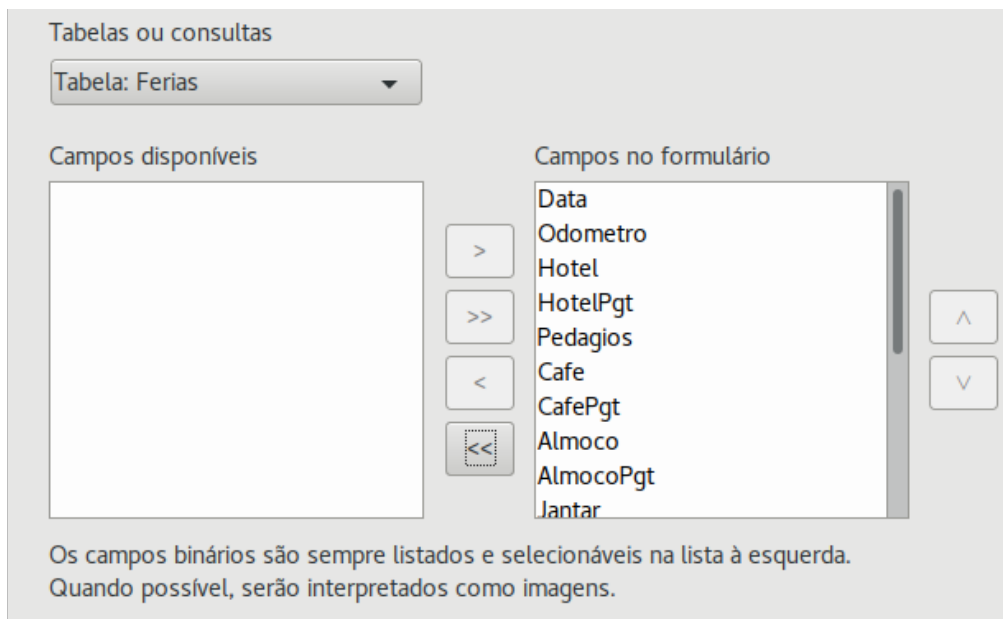 Tabelas ou consultas
Tabela: Ferias
Campos disponíveis
Campos no formulário
Data
Odometro
Hotel
HotelPgt
Pedagios
Cafe
CafePgt
Almoco
AlmocoPgt
Jantar
>
>>
<
<<
^
v
Os campos binários são sempre listados e selecionáveis na lista à esquerda.
Quando possível, serão interpretados como imagens.